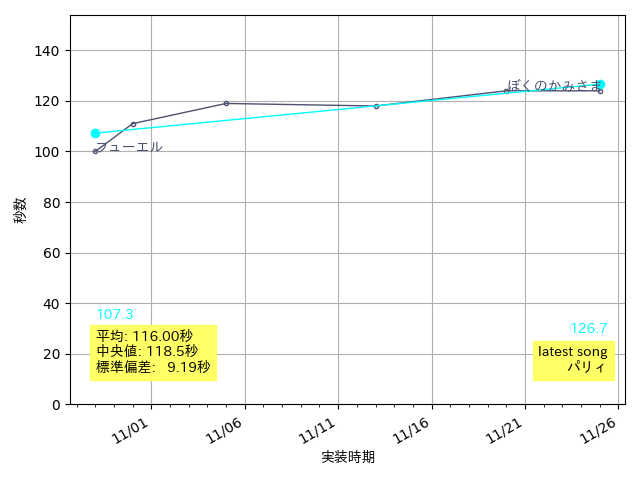 140
120
100
80
60
40
20
0
秒数
ぼくのかみさま
フューエル
107.3
平均: 116.00秒
中央値: 118.5秒
標準偏差:  9.19秒
126.7
latest song
パリィ
11/01
11/06
11/11
11/16
11/21
11/26
実装時期